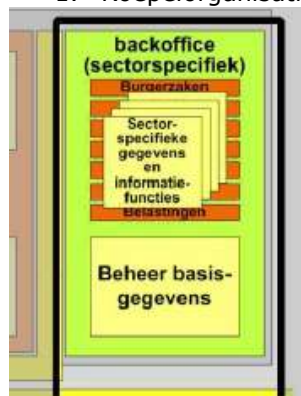 backoffice
(sectorspecifiek)
Burgerzaken
Sector-
specifieke
gegevens
en
informatie-
functies
Belastingen
Beheer basis-
gegevens